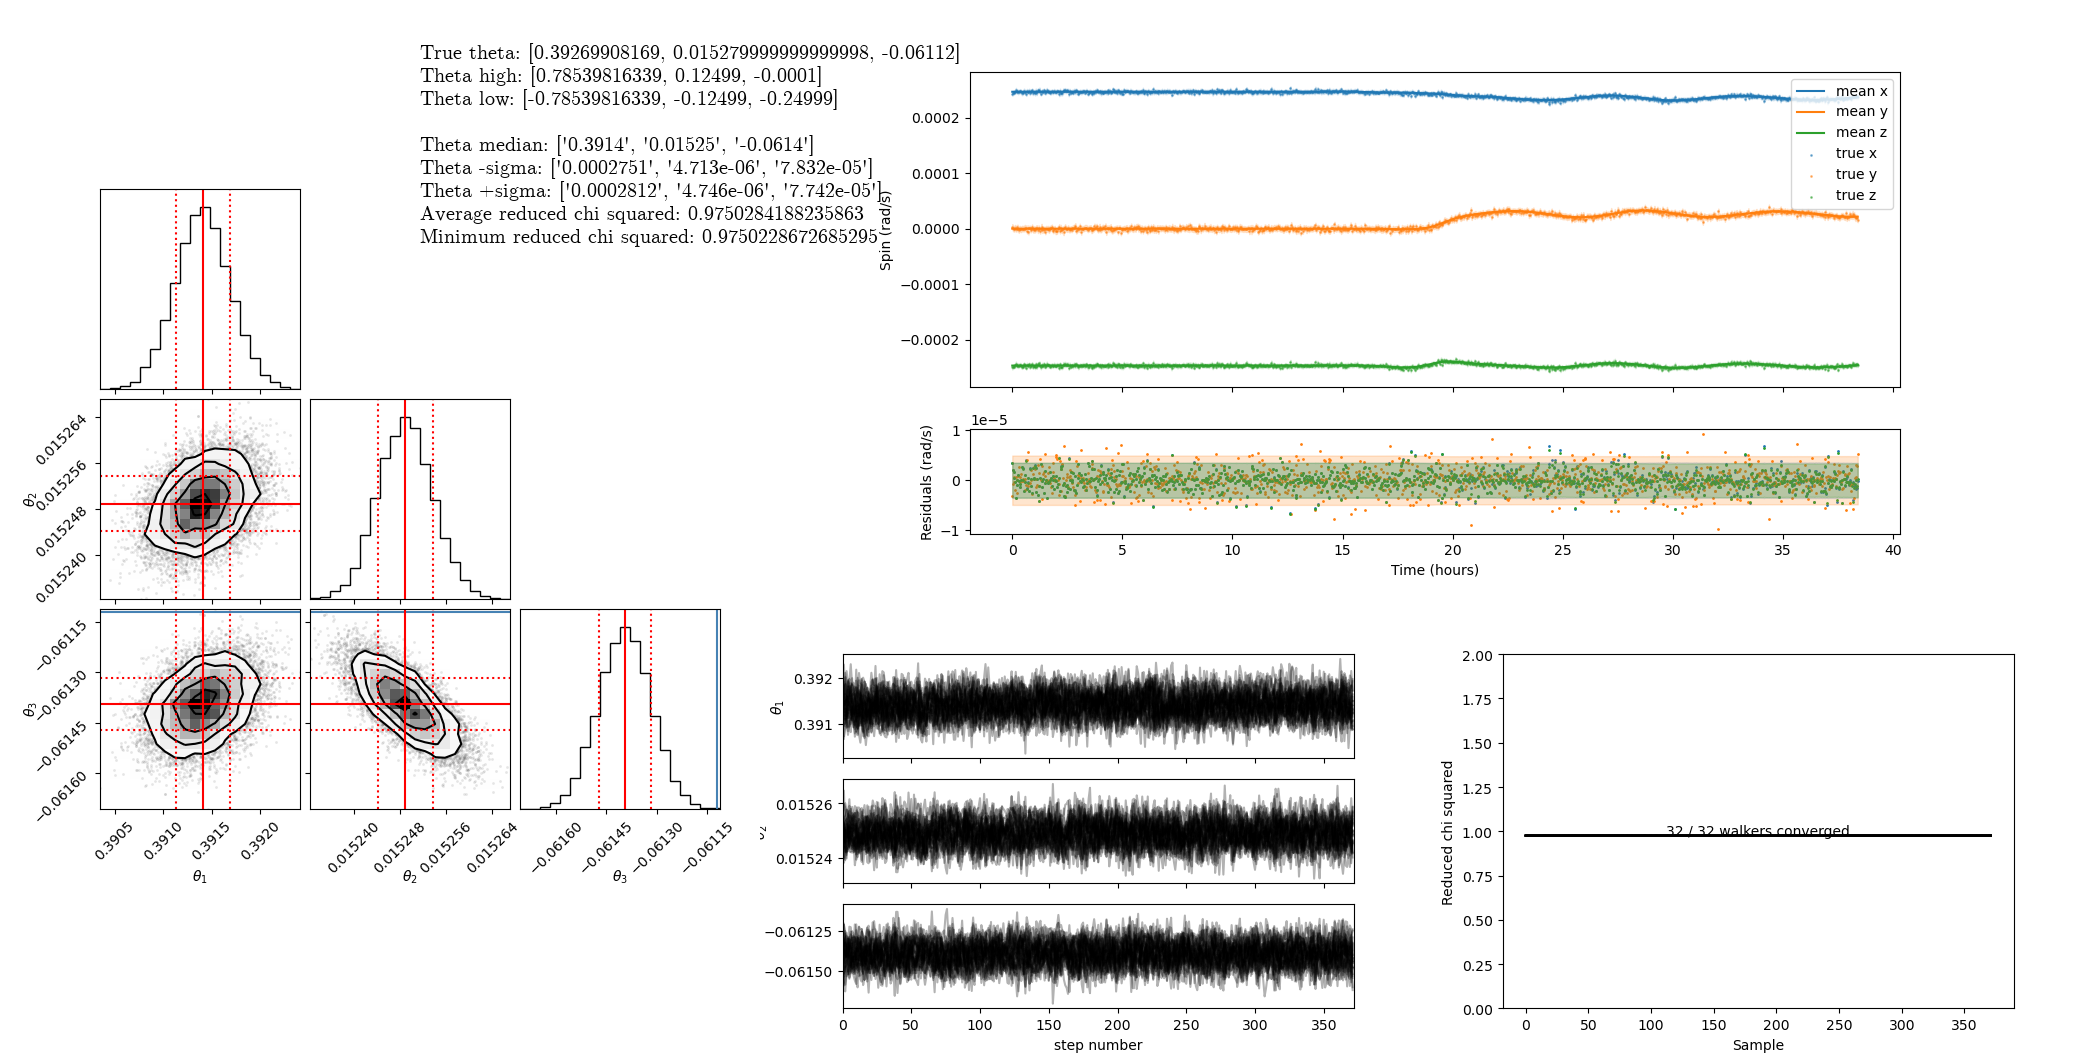 True theta: [0.39269908169, 0.015279999999999998, -0.06112]
Theta high: [0.78539816339, 0.12499, -0.0001]
Theta low: [-0.78539816339, -0.12499, -0.24999]
Theta median: ['0.3914', '0.01525', '-0.0614']
Theta -sigma: ['0.0002751', '4.713e-06', '7.832e-05']
Theta +sigma: ['0.0002812', '4.746e-06', '7.742e-05']
Average reduced chi squared: 0.9750284188235863
Minimum reduced chi squared: 0.9750228672685295
0.0002
0.0001
0.0000
−0.0001
−0.0002
Spin (rad/s)
mean x
mean y
mean z
true x
true y
true z
1e−5
1
0
−1
Residuals (rad/s)
0 5 10 15 20 25 30 35 40
Time (hours)
0.015264
0.015256
0.015248
0.015240
θ2
−0.06115
−0.06130
−0.06145
−0.06160
θ3
0.3905 0.3910 0.3915 0.3920
θ1
0.015240 0.015248 0.015256 0.015264
θ2
−0.06160 −0.06145 −0.06130 −0.06115
θ3
0.392
0.391
θ1
0.01526
0.01524
−0.06125
−0.06150
0 50 100 150 200 250 300 350
step number
2.00
1.75
1.50
1.25
1.00
0.75
0.50
0.25
0.00
Reduced chi squared
32 / 32 walkers converged
0 50 100 150 200 250 300 350
Sample